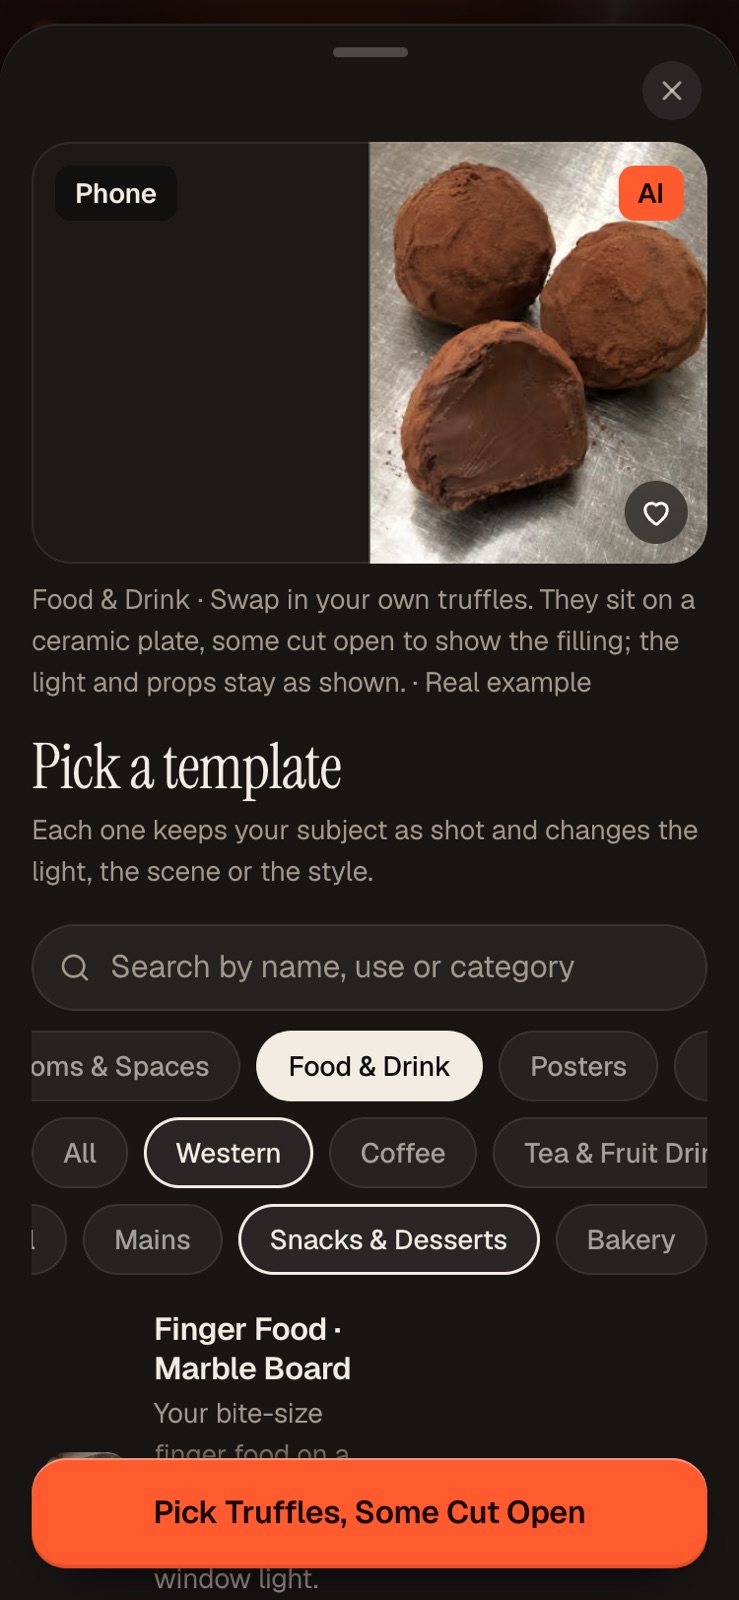 Phone
AI
Food & Drink · Swap in your own truffles. They sit on a
ceramic plate, some cut open to show the filling; the
light and props stay as shown. · Real example
Pick a template
Each one keeps your subject as shot and changes the
light, the scene or the style.
Search by name, use or category
Food & Drink
Posters
& Spaces
All
Western
Coffee
Tea & Fruit
Mains
Snacks & Desserts
Bakery
Finger Food ·
Marble Board
Your bite-size
finger food on a
Pick Truffles, Some Cut Open
window light.